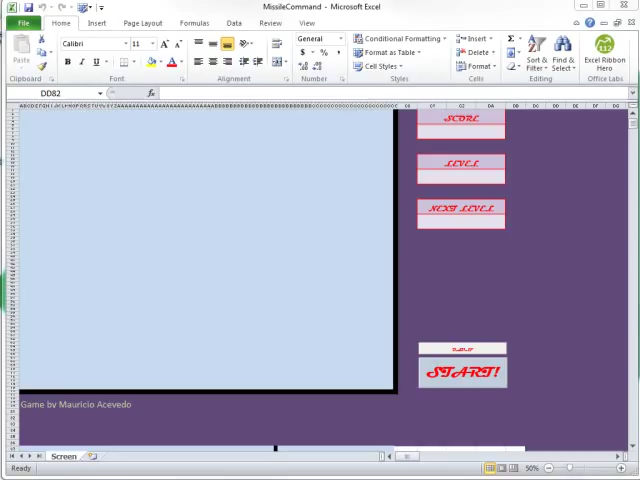 MissileCommand - Microsoft Excel
File Home Insert Page Layout Formulas Data Review View
Paste
Calibri 11
General
Conditional Formatting
Format as Table
Cell Styles
Insert
Delete
Format
Sort & Filter
Find & Select
Excel Ribbon Hero
Clipboard Font Alignment Number Styles Cells Editing Office Labs
DD82 fx
SCORE
LEVEL
NEXT LEVEL
START!
Game by Mauricio Acevedo
Screen
Ready 50%